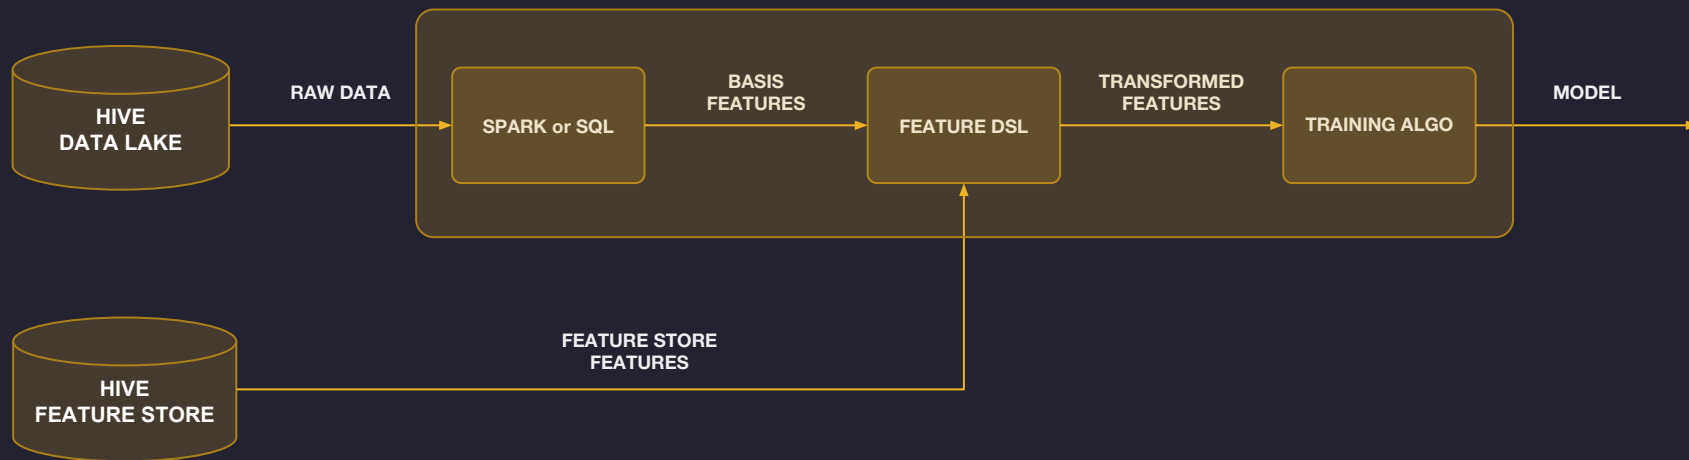 HIVE
DATA LAKE
RAW DATA
SPARK or SQL
BASIS
FEATURES
FEATURE DSL
TRANSFORMED
FEATURES
TRAINING ALGO
MODEL
HIVE
FEATURE STORE
FEATURE STORE
FEATURES